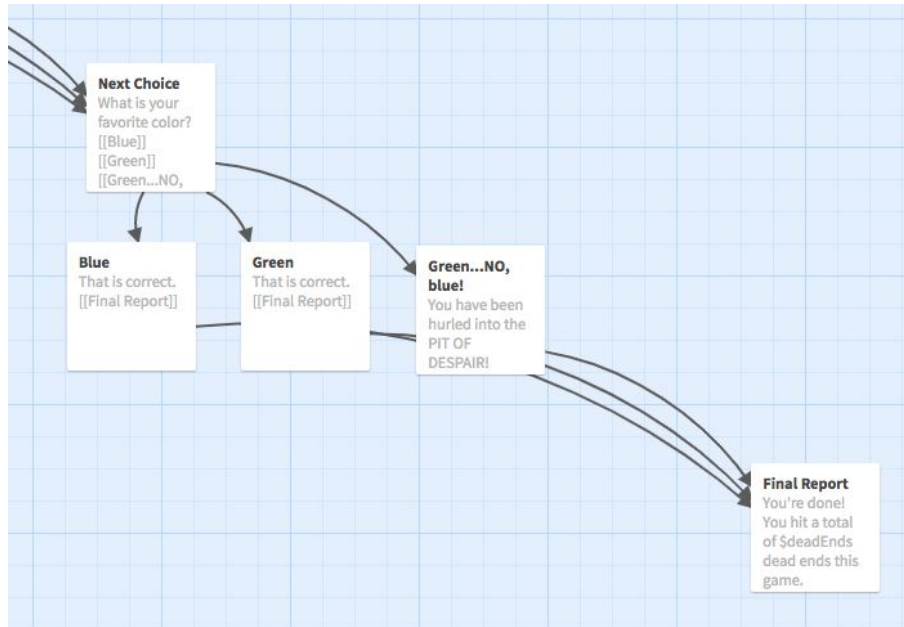 Next Choice
What is your
favorite color?
[[Blue]]
[[Green]]
[[Green...NO,
Blue
That is correct.
[[Final Report]]
Green
That is correct.
[[Final Report]]
Green...NO,
blue!
You have been
hurled into the
PIT OF
DESPAIR!
Final Report
You're done!
You hit a total
of $deadEnds
dead ends this
game.